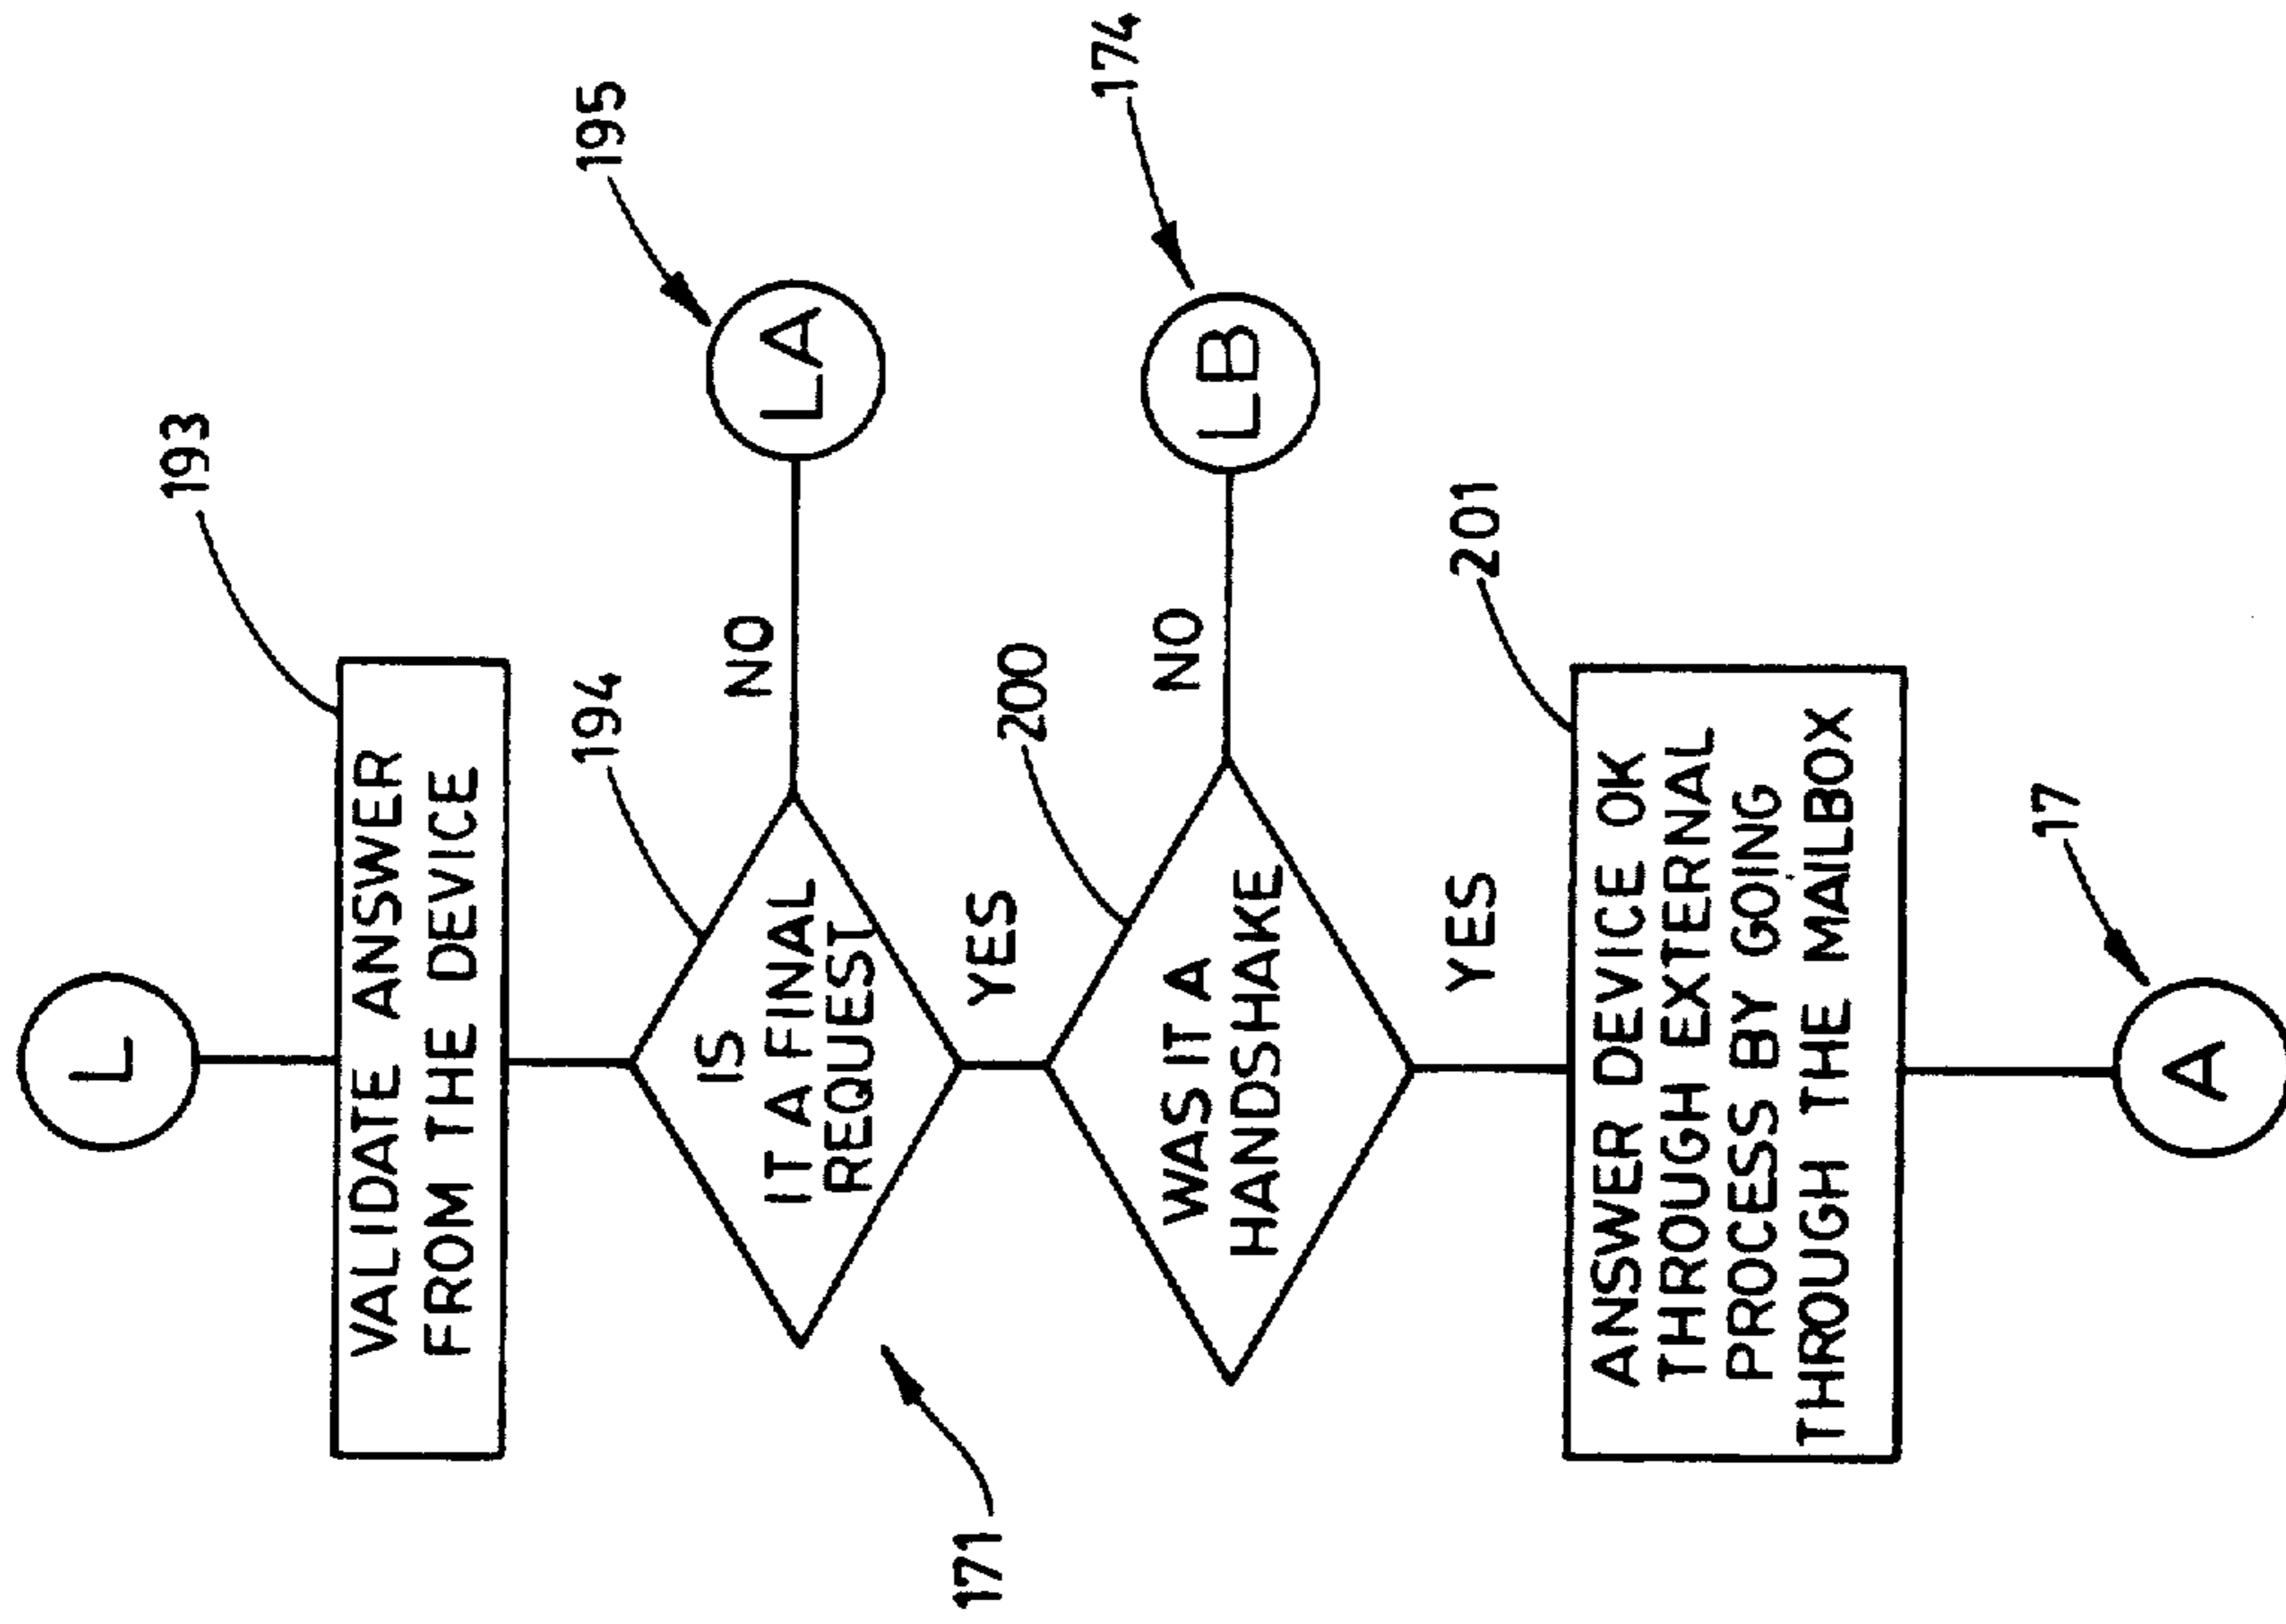 L
193
VALIDATE ANSWER
FROM THE DEVICE
194
IS
IT A FINAL
REQUEST
NO
LA
195
YES
171
200
WAS IT A
HANDSHAKE
NO
LB
174
YES
201
ANSWER DEVICE OK
THROUGH EXTERNAL
PROCESS BY GOING
THROUGH THE MAILBOX
17
A